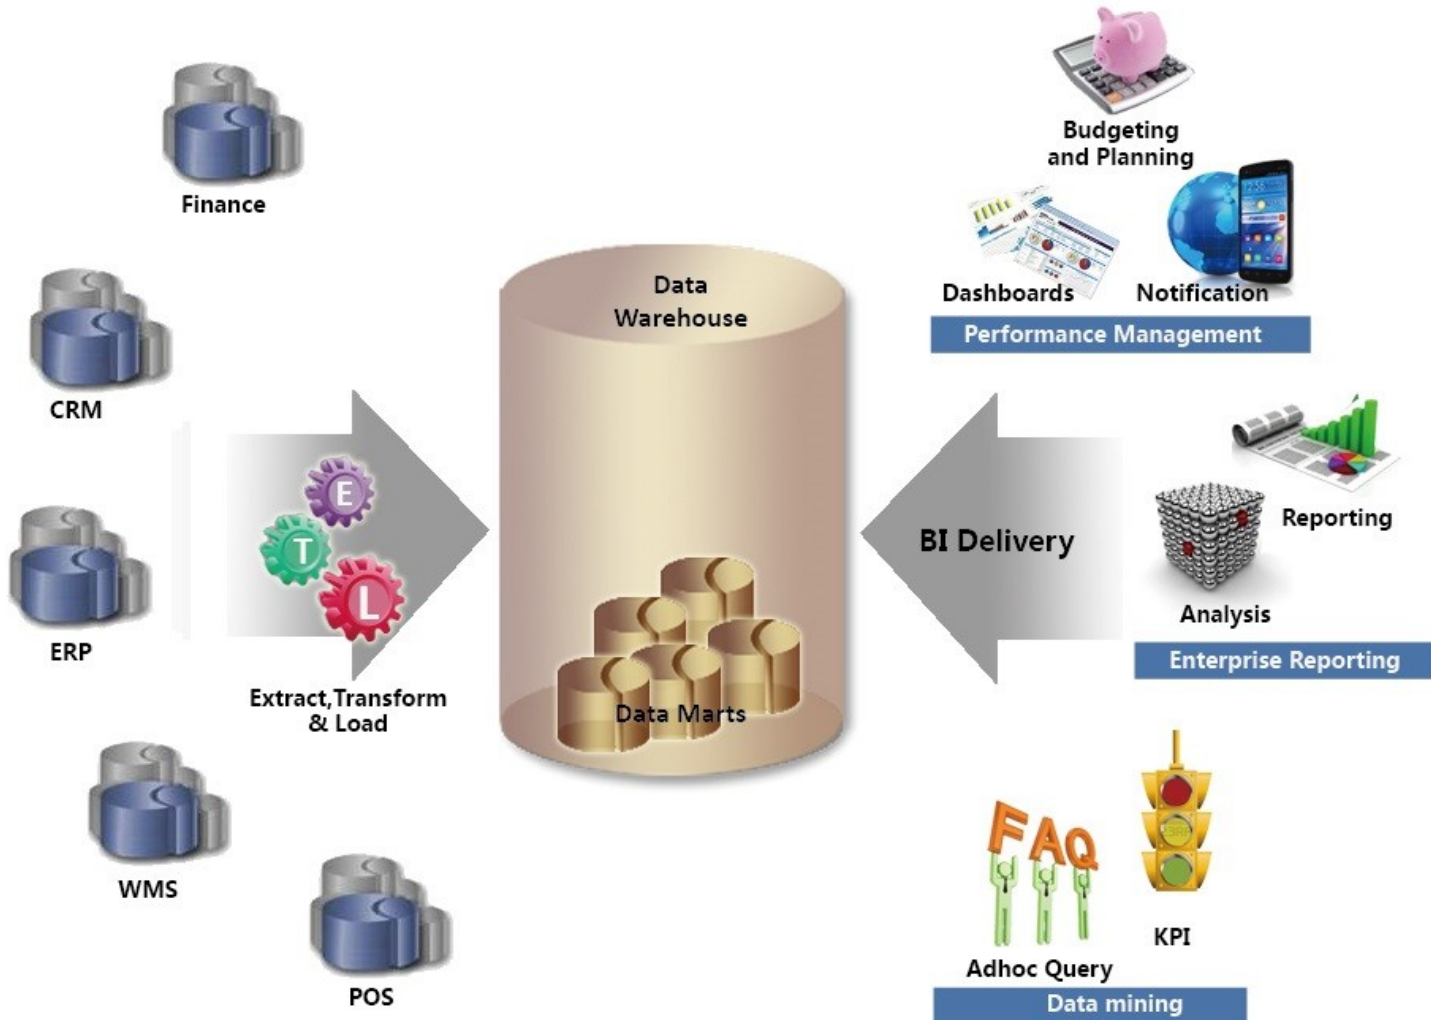 Finance
CRM
ERP
WMS
POS
E
T
L
Extract,Transform
& Load
Data
Warehouse
Data Marts
BI Delivery
Budgeting
and Planning
Dashboards
Notification
Performance Management
Reporting
Analysis
Enterprise Reporting
FAQ
Adhoc Query
KPI
Data mining